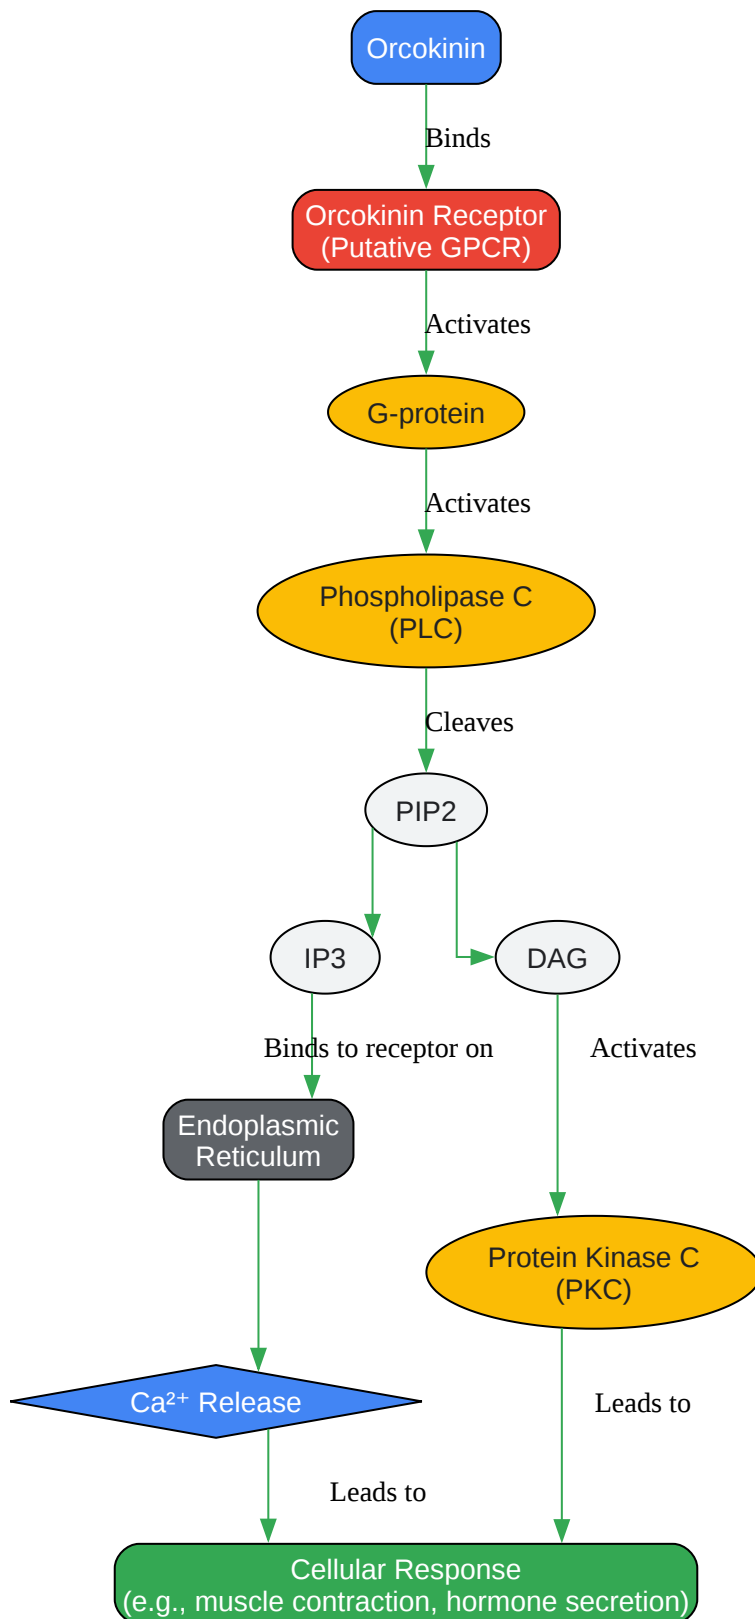 Orcokinin
Binds
Orcokinin Receptor
(Putative GPCR)
Activates
G-protein
Activates
Phospholipase C
(PLC)
Cleaves
PIP2
IP3
DAG
Binds to receptor on
Activates
Endoplasmic
Reticulum
Protein Kinase C
(PKC)
Ca²⁺ Release
Leads to
Leads to
Cellular Response
(e.g., muscle contraction, hormone secretion)